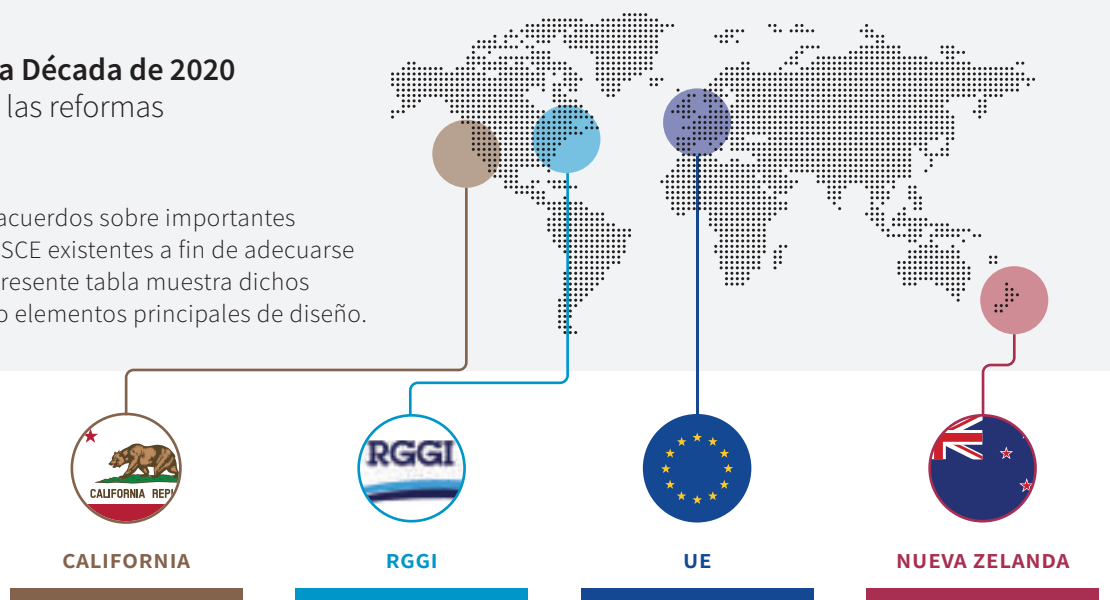 a Década de 2020
las reformas
acuerdos sobre importantes
SCE existentes a fin de adecuarse
resente tabla muestra dichos
o elementos principales de diseño.
CALIFORNIA REPU
RGGI
CALIFORNIA
RGGI
UE
NUEVA ZELANDA